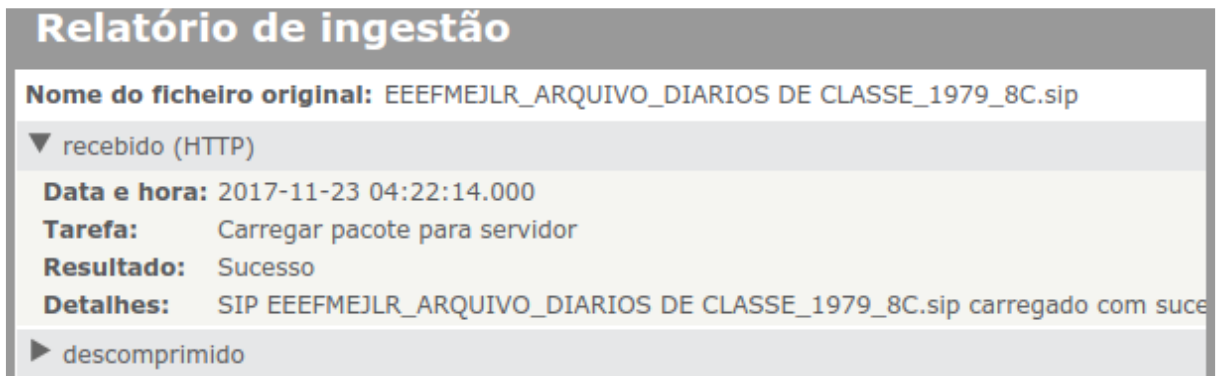 Relatório de ingestão
Nome do ficheiro original: EEEFMEJLR_ARQUIVO_DIARIOS DE CLASSE_1979_8C.sip
▼ recebido (HTTP)
Data e hora: 2017-11-23 04:22:14.000
Tarefa: Carregar pacote para servidor
Resultado: Sucesso
Detalhes: SIP EEEFMEJLR_ARQUIVO_DIARIOS DE CLASSE_1979_8C.sip carregado com suce
▶ descomprimido